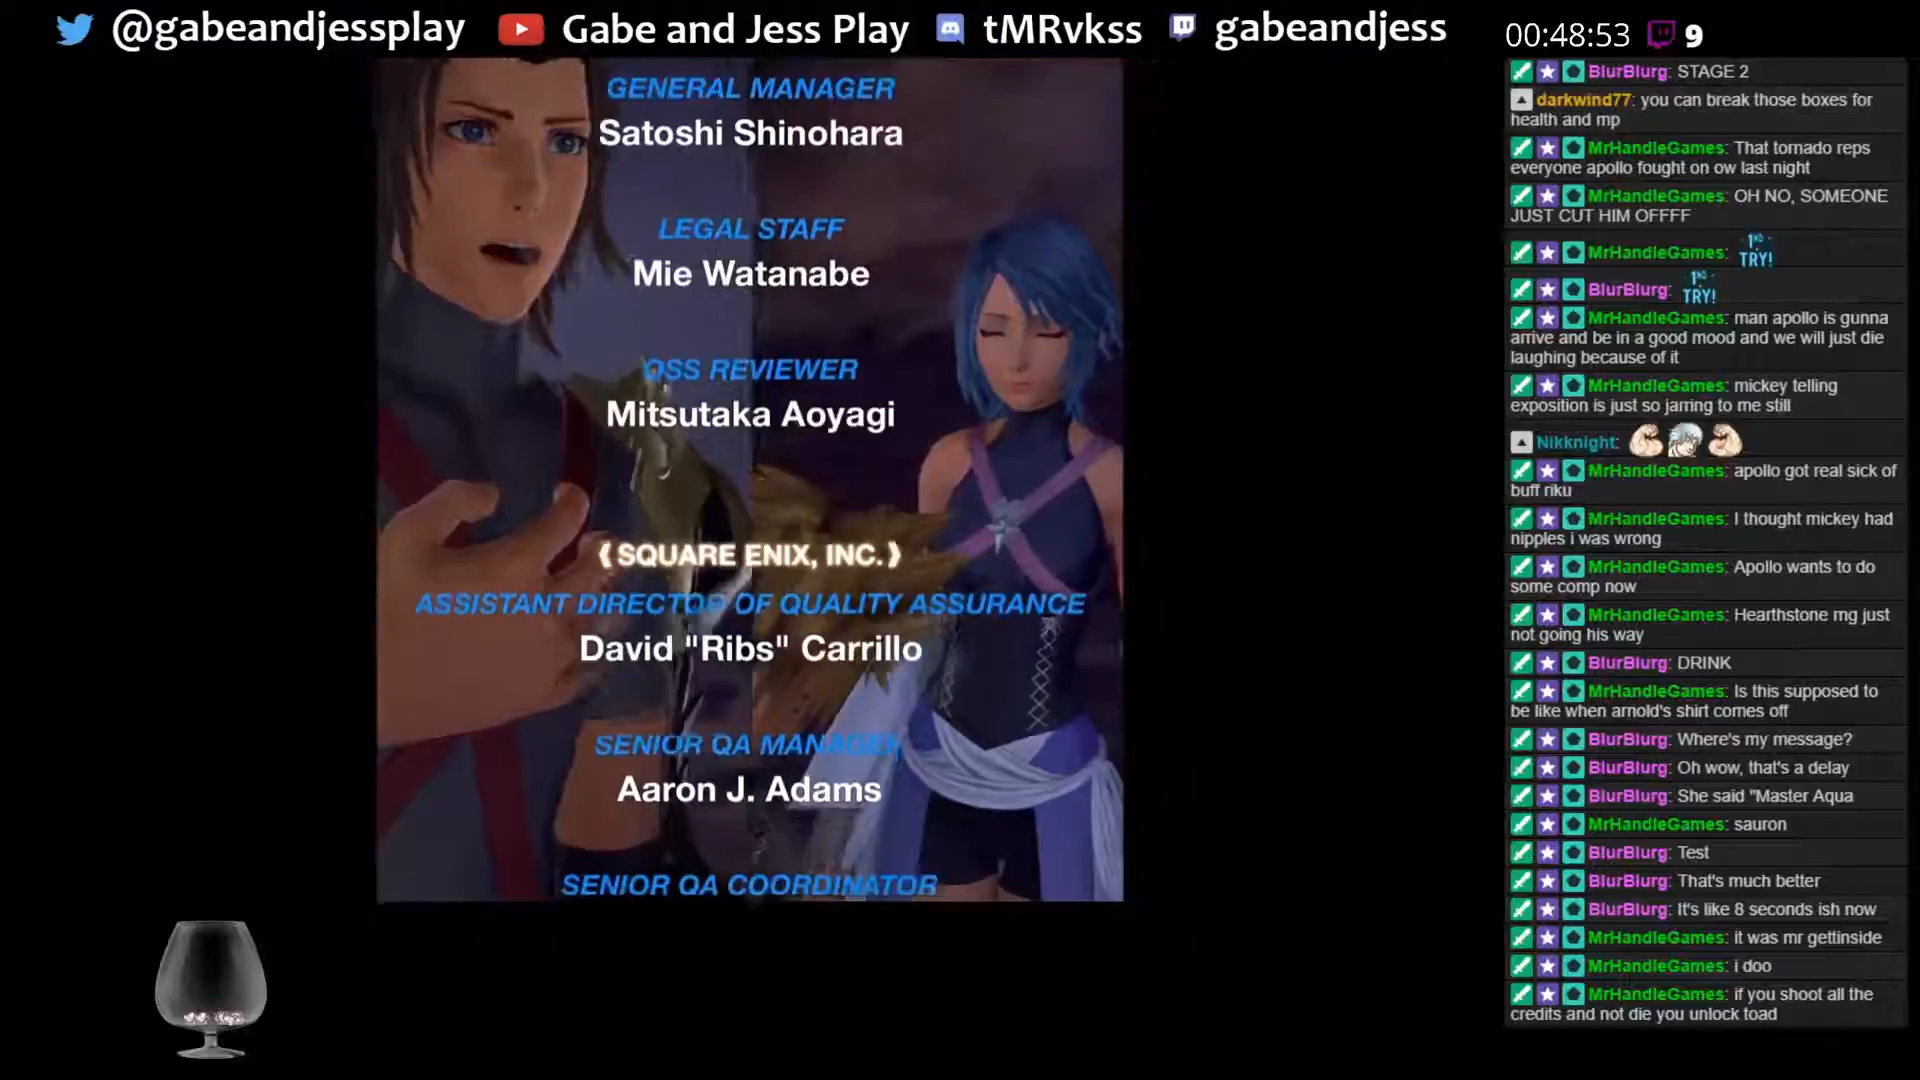 @gabeandjessplay Gabe and Jess Play tMRvkss gabeandjess
00:48:53 9
GENERAL MANAGER
Satoshi Shinohara
LEGAL STAFF
Mie Watanabe
OSS REVIEWER
Mitsutaka Aoyagi
❰SQUARE ENIX, INC.❱
ASSISTANT DIRECTOR OF QUALITY ASSURANCE
David "Ribs" Carrillo
SENIOR QA MANAGER
Aaron J. Adams
SENIOR QA COORDINATOR
BlurBlurg: STAGE 2
darkwind77: you can break those boxes for
health and mp
MrHandleGames: That tornado reps
everyone apollo fought on ow last night
MrHandleGames: OH NO, SOMEONE
JUST CUT HIM OFFFF
MrHandleGames: 1ND TRY!
BlurBlurg: 1ND TRY!
MrHandleGames: man apollo is gunna
arrive and be in a good mood and we will just die
laughing because of it
MrHandleGames: mickey telling
exposition is just so jarring to me still
Nikknight:
MrHandleGames: apollo got real sick of
buff riku
MrHandleGames: I thought mickey had
nipples i was wrong
MrHandleGames: Apollo wants to do
some comp now
MrHandleGames: Hearthstone rng just
not going his way
BlurBlurg: DRINK
MrHandleGames: Is this supposed to
be like when arnold's shirt comes off
BlurBlurg: Where's my message?
BlurBlurg: Oh wow, that's a delay
BlurBlurg: She said "Master Aqua
MrHandleGames: sauron
BlurBlurg: Test
BlurBlurg: That's much better
BlurBlurg: It's like 8 seconds ish now
MrHandleGames: it was mr gettinside
MrHandleGames: i doo
MrHandleGames: if you shoot all the
credits and not die you unlock toad